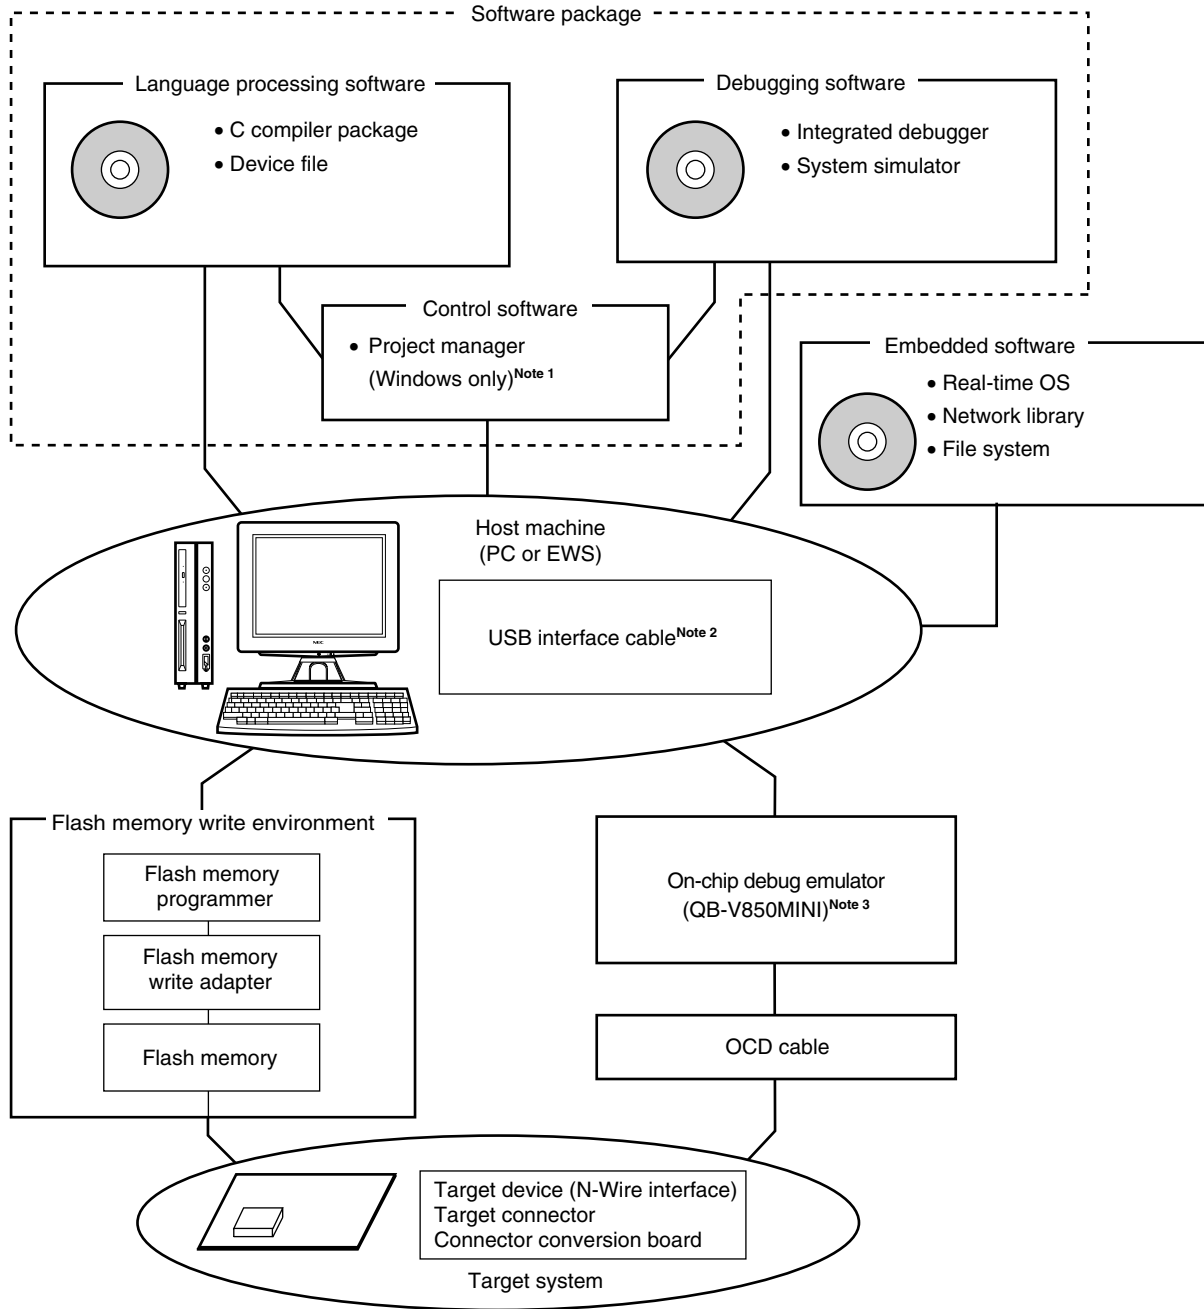 Software package
Language processing software
• C compiler package
• Device file
Debugging software
• Integrated debugger
• System simulator
Control software
• Project manager
(Windows only)Note 1
Embedded software
• Real-time OS
• Network library
• File system
Host machine
(PC or EWS)
USB interface cableNote 2
NEC
Flash memory write environment
Flash memory
programmer
Flash memory
write adapter
Flash memory
On-chip debug emulator
(QB-V850MINI)Note 3
OCD cable
Target device (N-Wire interface)
Target connector
Connector conversion board
Target system